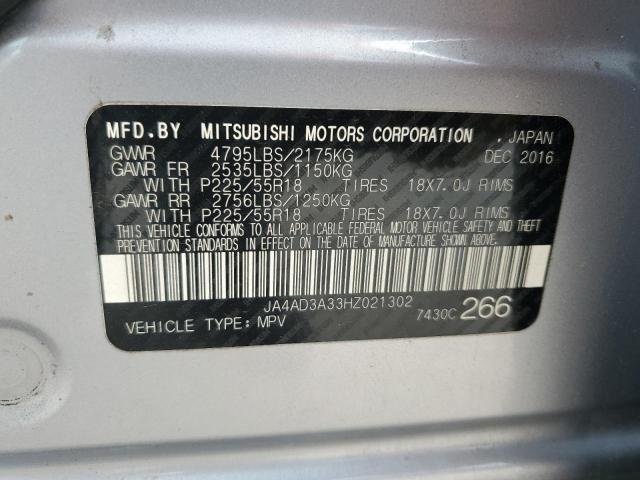 MFD.BY MITSUBISHI MOTORS CORPORATION . JAPAN
GWWR 4795LBS/2175KG DEC 2016
GAWR FR 2535LBS/1150KG
WITH P225/55R18 TIRES 18X7.0J RIMS
GAWR RR 2756LBS/1250KG
WITH P225/55R18 TIRES 18X7.0J RIMS
THIS VEHICLE CONFORMS TO ALL APPLICABLE FEDERAL MOTOR VEHICLE SAFETY AND THEFT
PREVENTION STANDARDS IN EFFECT ON THE DATE OF MANUFACTURE SHOWN ABOVE.
JA4AD3A33HZ021302
VEHICLE TYPE: MPV 7430C 266